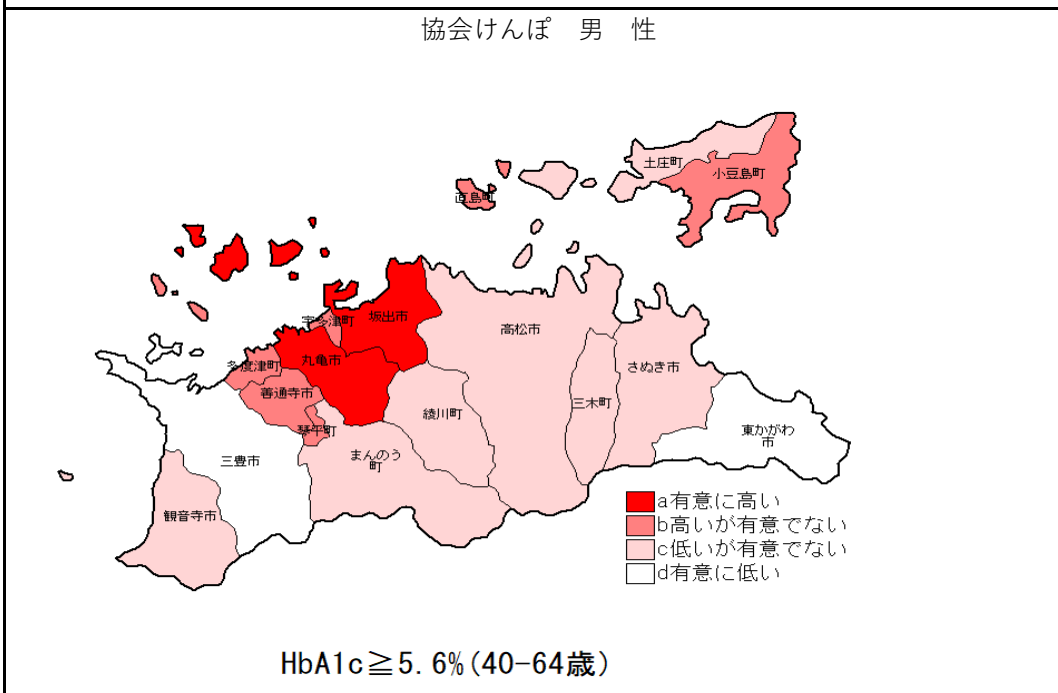 協会けんぽ　男　性
土庄町
小豆島町
直島町
宇多津町
坂出市
高松市
丸亀市
多度津町
さぬき市
善通寺市
三木町
綾川町
琴平町
東かがわ
市
まんのう
町
三豊市
観音寺市
a有意に高い
b高いが有意でない
c低いが有意でない
d有意に低い
HbA1c≧5.6%(40-64歳)